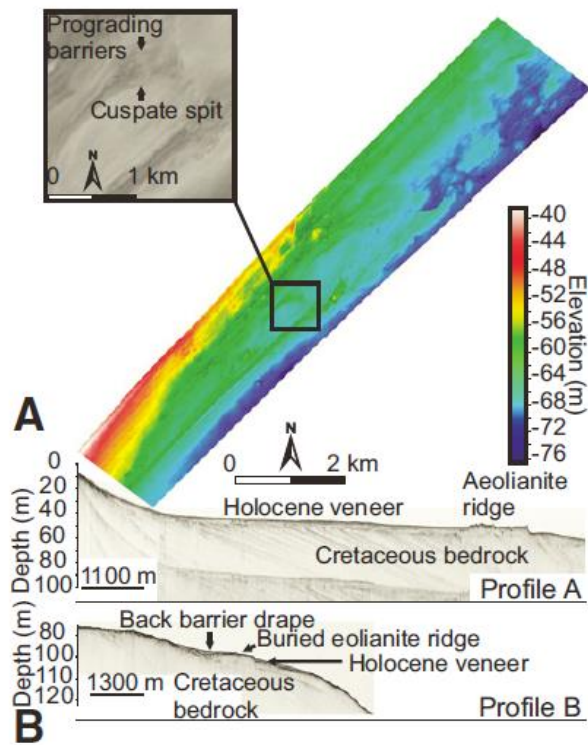 Prograding
barriers
Cuspate spit
N
0 1 km
-40
-44
-48
-52
-56
-60
-64
-68
-72
-76
Elevation (m)
A
N
0 2 km
0
20
40
60
80
100
Depth (m)
Holocene veneer
Aeolianite
ridge
Cretaceous bedrock
1100 m
Profile A
80
100
110
120
Depth (m)
Back barrier drape
Buried eolianite ridge
Holocene veneer
1300 m
Cretaceous
bedrock
B
Profile B